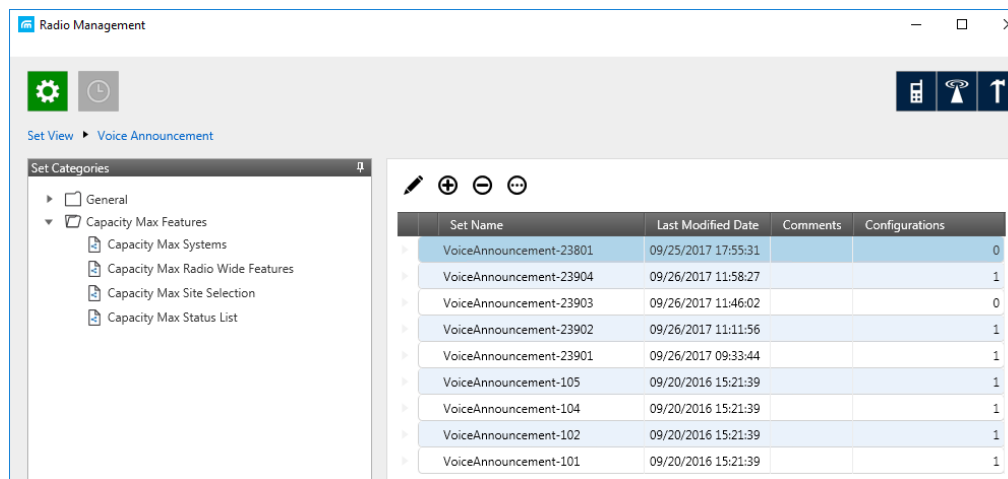 Radio Management
Set View Voice Announcement
Set Categories
General
Capacity Max Features
Capacity Max Systems
Capacity Max Radio Wide Features
Capacity Max Site Selection
Capacity Max Status List
Set Name Last Modified Date Comments Configurations
VoiceAnnouncement-23801 09/25/2017 17:55:31 0
VoiceAnnouncement-23904 09/26/2017 11:58:27 1
VoiceAnnouncement-23903 09/26/2017 11:46:02 0
VoiceAnnouncement-23902 09/26/2017 11:11:56 1
VoiceAnnouncement-23901 09/26/2017 09:33:44 1
VoiceAnnouncement-105 09/20/2016 15:21:39 1
VoiceAnnouncement-104 09/20/2016 15:21:39 1
VoiceAnnouncement-102 09/20/2016 15:21:39 1
VoiceAnnouncement-101 09/20/2016 15:21:39 1